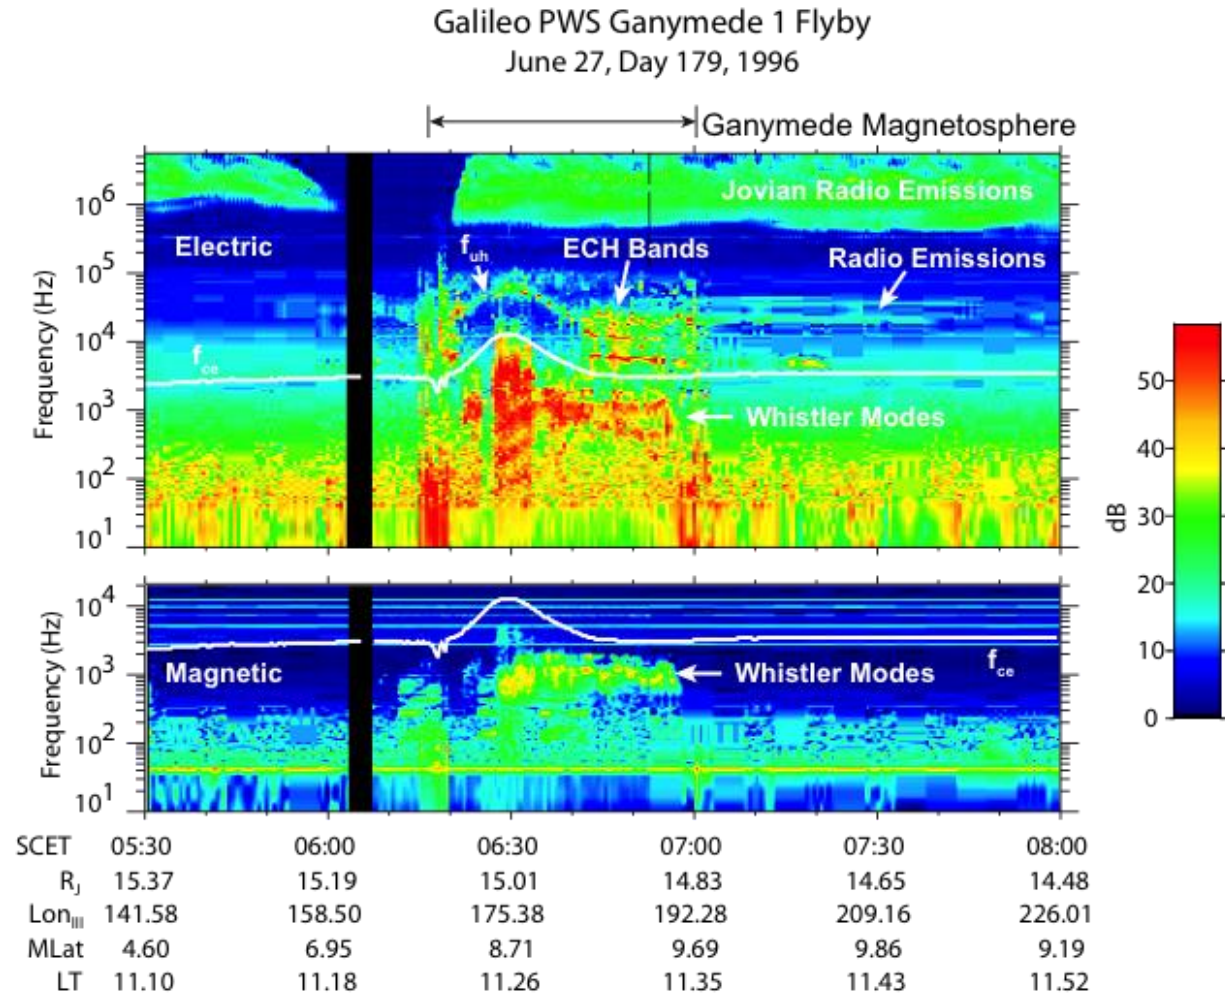 Galileo PWS Ganymede 1 Flyby
June 27, Day 179, 1996
Ganymede Magnetosphere
Jovian Radio Emissions
Electric
f_uh
ECH Bands
Radio Emissions
f_ce
Whistler Modes
Frequency (Hz)
10^6
10^5
10^4
10^3
10^2
10^1
Magnetic
Whistler Modes
f_ce
Frequency (Hz)
10^4
10^3
10^2
10^1
50
40
30
20
10
0
dB
SCET 05:30 06:00 06:30 07:00 07:30 08:00
R_J 15.37 15.19 15.01 14.83 14.65 14.48
Lon_III 141.58 158.50 175.38 192.28 209.16 226.01
MLat 4.60 6.95 8.71 9.69 9.86 9.19
LT 11.10 11.18 11.26 11.35 11.43 11.52